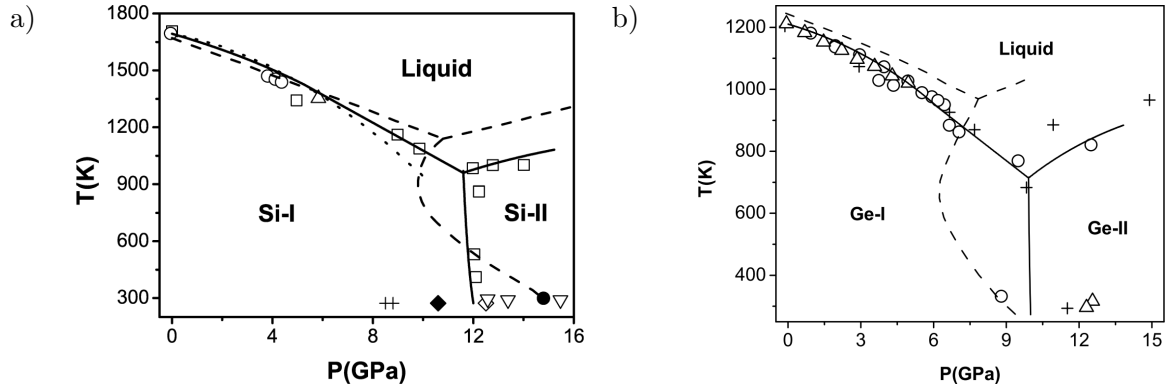 a)
1800
1500
1200
900
600
300
T(K)
0
4
8
12
16
P(GPa)
Liquid
Si-I
Si-II
b)
1200
1000
800
600
400
T(K)
0
3
6
9
12
15
P(GPa)
Liquid
Ge-I
Ge-II